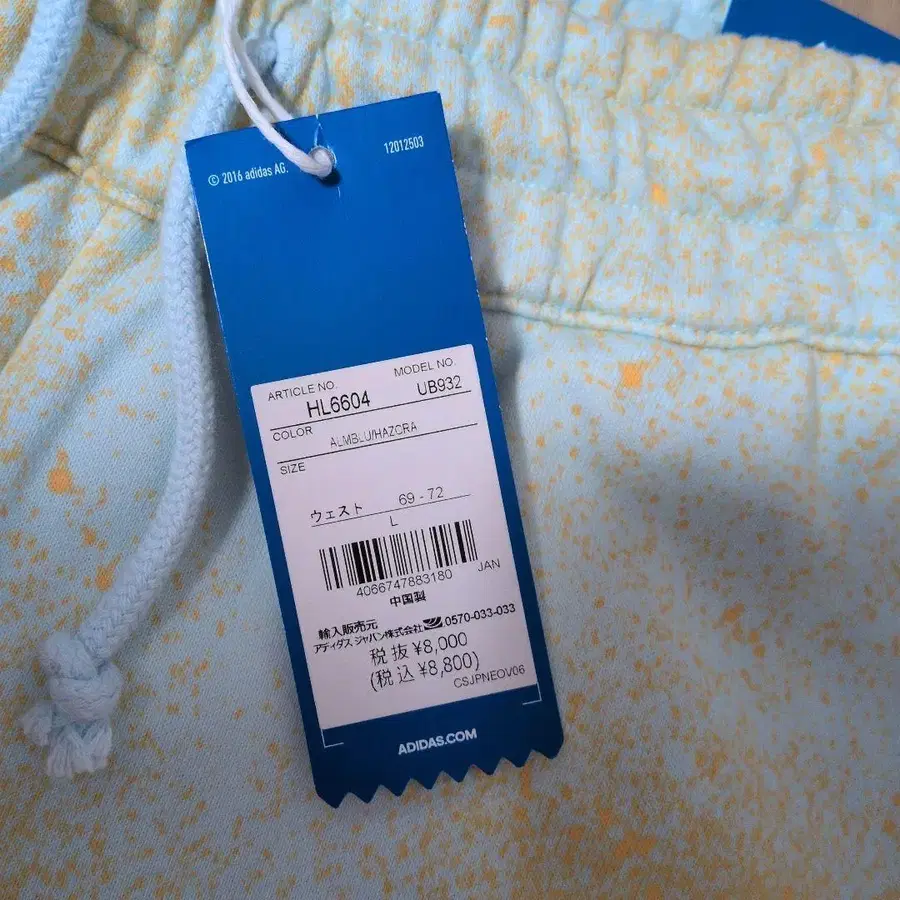 © 2016 adidas AG.
12012503
ARTICLE NO.
MODEL NO.
HL6604
UB932
COLOR
ALMBLU/HAZORA
SIZE
ウェスト 69 - 72
L
4066747883180
JAN
中国製
輸入販売元
アディダス ジャパン株式会社 0570-033-033
税抜 ¥8,000
(税込 ¥8,800)
CSJPNEOV06
ADIDAS.COM